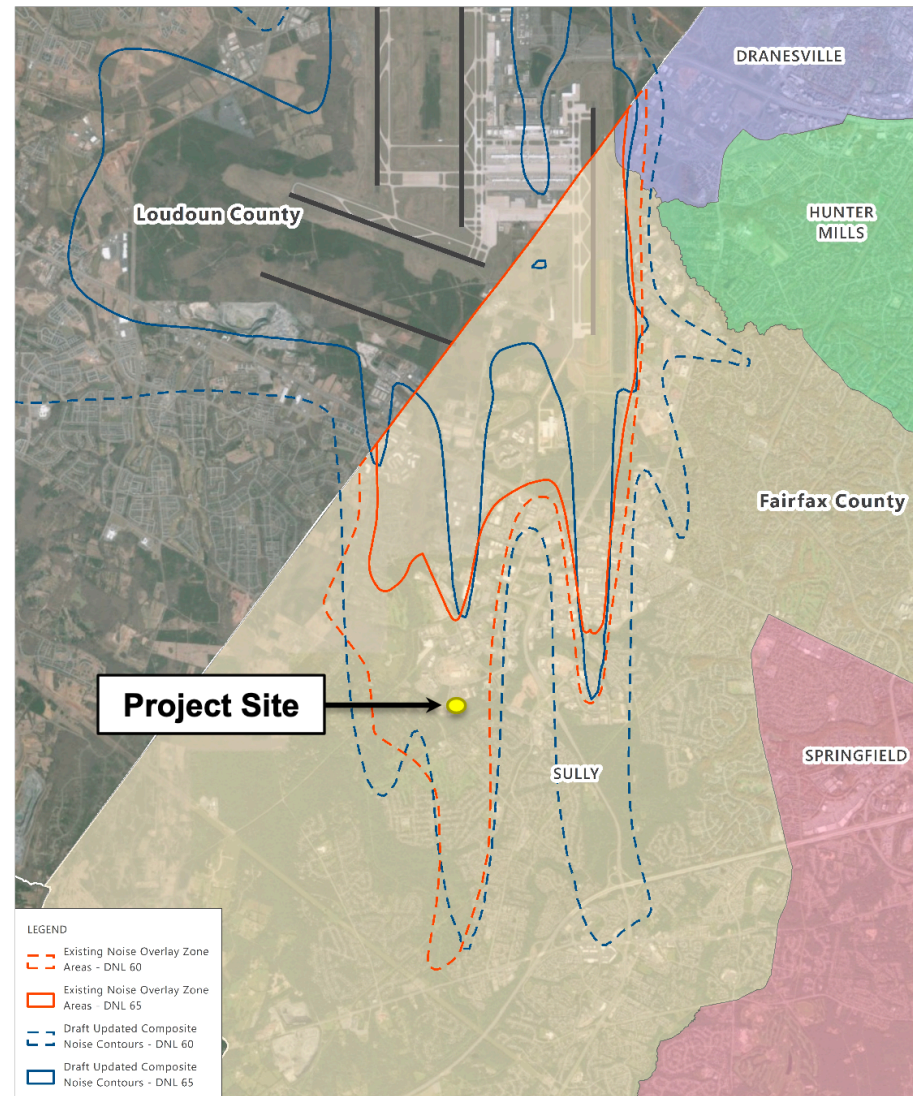 DRANESVILLE
HUNTER
MILLS
Loudoun County
Fairfax County
Project Site
SULLY
SPRINGFIELD
LEGEND
Existing Noise Overlay Zone
Areas - DNL 60
Existing Noise Overlay Zone
Areas - DNL 65
Draft Updated Composite
Noise Contours - DNL 60
Draft Updated Composite
Noise Contours - DNL 65